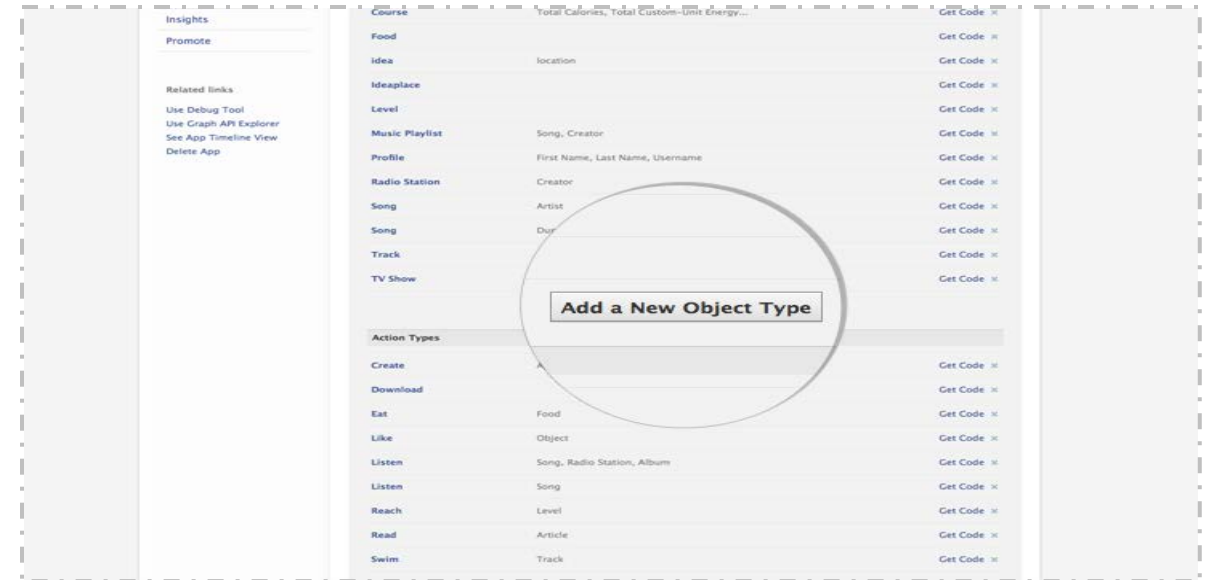 Insights
Promote
Related links
Use Debug Tool
Use Graph API Explorer
See App Timeline View
Delete App
Course Total Calories, Total Custom-Unit Energy... Get Code ×
Food Get Code ×
idea location Get Code ×
Ideaplace Get Code ×
Level Get Code ×
Music Playlist Song, Creator Get Code ×
Profile First Name, Last Name, Username Get Code ×
Radio Station Creator Get Code ×
Song Artist Get Code ×
Song Dur Get Code ×
Track Get Code ×
TV Show Get Code ×
Add a New Object Type
Action Types
Create A Get Code ×
Download Get Code ×
Eat Food Get Code ×
Like Object Get Code ×
Listen Song, Radio Station, Album Get Code ×
Listen Song Get Code ×
Reach Level Get Code ×
Read Article Get Code ×
Swim Track Get Code ×